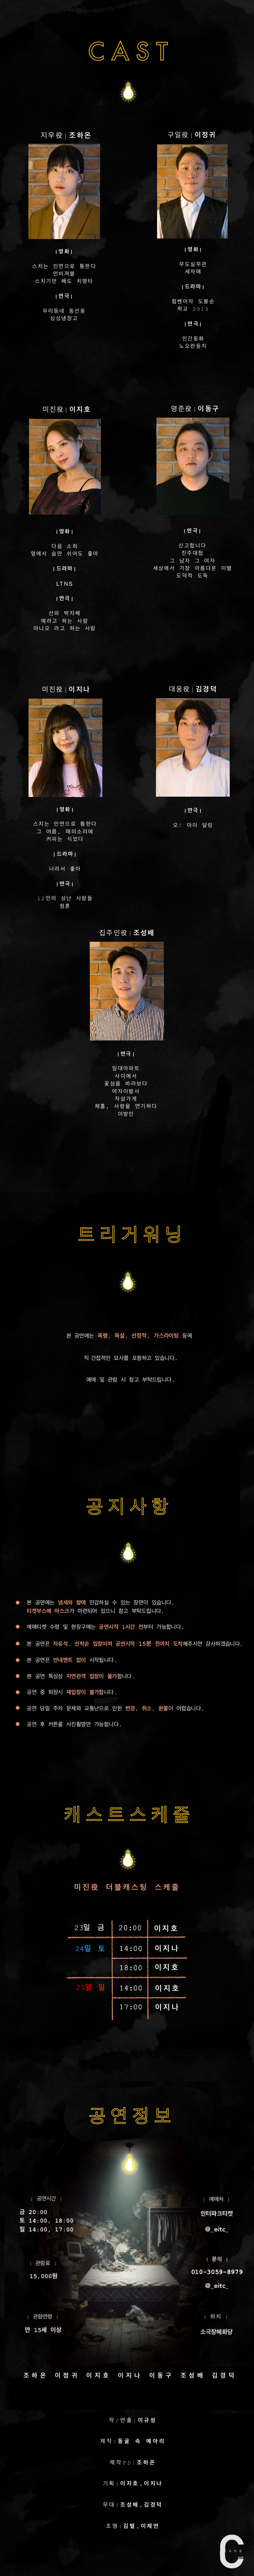 CAST
지우役 | 조하온
구일役 | 이정귀
| 영화 |
스치는 인연으로 통한다
언비저블
스치기만 해도 치명타
| 연극 |
우리동네 동선동
싱싱냉장고
| 영화 |
무도실무관
세자매
| 드라마 |
힘쎈여자 도봉순
학교 2013
| 연극 |
인간동화
노오란둥지
미진役 | 이지호
명준役 | 이동구
| 영화 |
다음 소희
옆에서 숨만 쉬어도 좋아
| 드라마 |
LTNS
| 연극 |
산파 박자혜
예라고 하는 사람
아니오 라고 하는 사람
| 연극 |
신고합니다
진주대첩
그 남자 그 여자
세상에서 가장 아름다운 이별
도덕적 도둑
미진役 | 이지나
대웅役 | 김경덕
| 영화 |
스치는 인연으로 통한다
그 여름, 매미소리에
커피는 식었다
| 드라마 |
너라서 좋아
| 연극 |
12인의 성난 사람들
청춘
| 연극 |
오! 마이 달링
집주인役 | 조성배
| 연극 |
임대아파트
사이에서
꽃섬을 바라보다
여자이발사
자살가게
체홉, 사랑을 연기하다
이방인
트리거워닝
본 공연에는 폭행, 폭설, 선정적, 가스라이팅 등에
직 간접적인 묘사를 포함하고 있습니다.
예매 및 관람 시 참고 부탁드립니다.
공지사항
본 공연에는 냄새와 향에 민감하실 수 있는 장면이 있습니다.
티켓부스에 마스크가 마련되어 있으니 참고 부탁드립니다.
예매티켓 수령 및 현장구매는 공연시작 1시간 전부터 가능합니다.
본 공연은 자유석, 선착순 입장이며 공연시작 15분 전까지 도착해주시면 감사하겠습니다.
본 공연은 안내멘트 없이 시작됩니다.
본 공연 특성상 지연관객 입장이 불가합니다.
공연 중 퇴장시 재입장이 불가합니다.
공연 당일 주차 문제와 교통난으로 인한 변경, 취소, 환불이 어렵습니다.
공연 후 커튼콜 사진촬영만 가능합니다.
캐스트스케줄
미진役 더블캐스팅 스케줄
23일 금 20:00 이지호
24일 토 14:00 이지나
18:00 이지호
25일 일 14:00 이지호
17:00 이지나
공연정보
| 공연시간 |
금 20:00
토 14:00, 18:00
일 14:00, 17:00
| 예매처 |
인터파크티켓
@_eitc_
| 관람료 |
15,000원
| 문의 |
010-3059-8979
@_eitc_
| 관람연령 |
만 15세 이상
| 위치 |
소극장혜화당
조하온 이정귀 이지호 이지나 이동구 조성배 김경덕
작/연출 | 이규성
제작 | 동굴 속 메아리
제작PD | 조하온
기획 | 이지호, 이지나
무대 | 조성배, 김경덕
조명 | 김별, 이체연
C